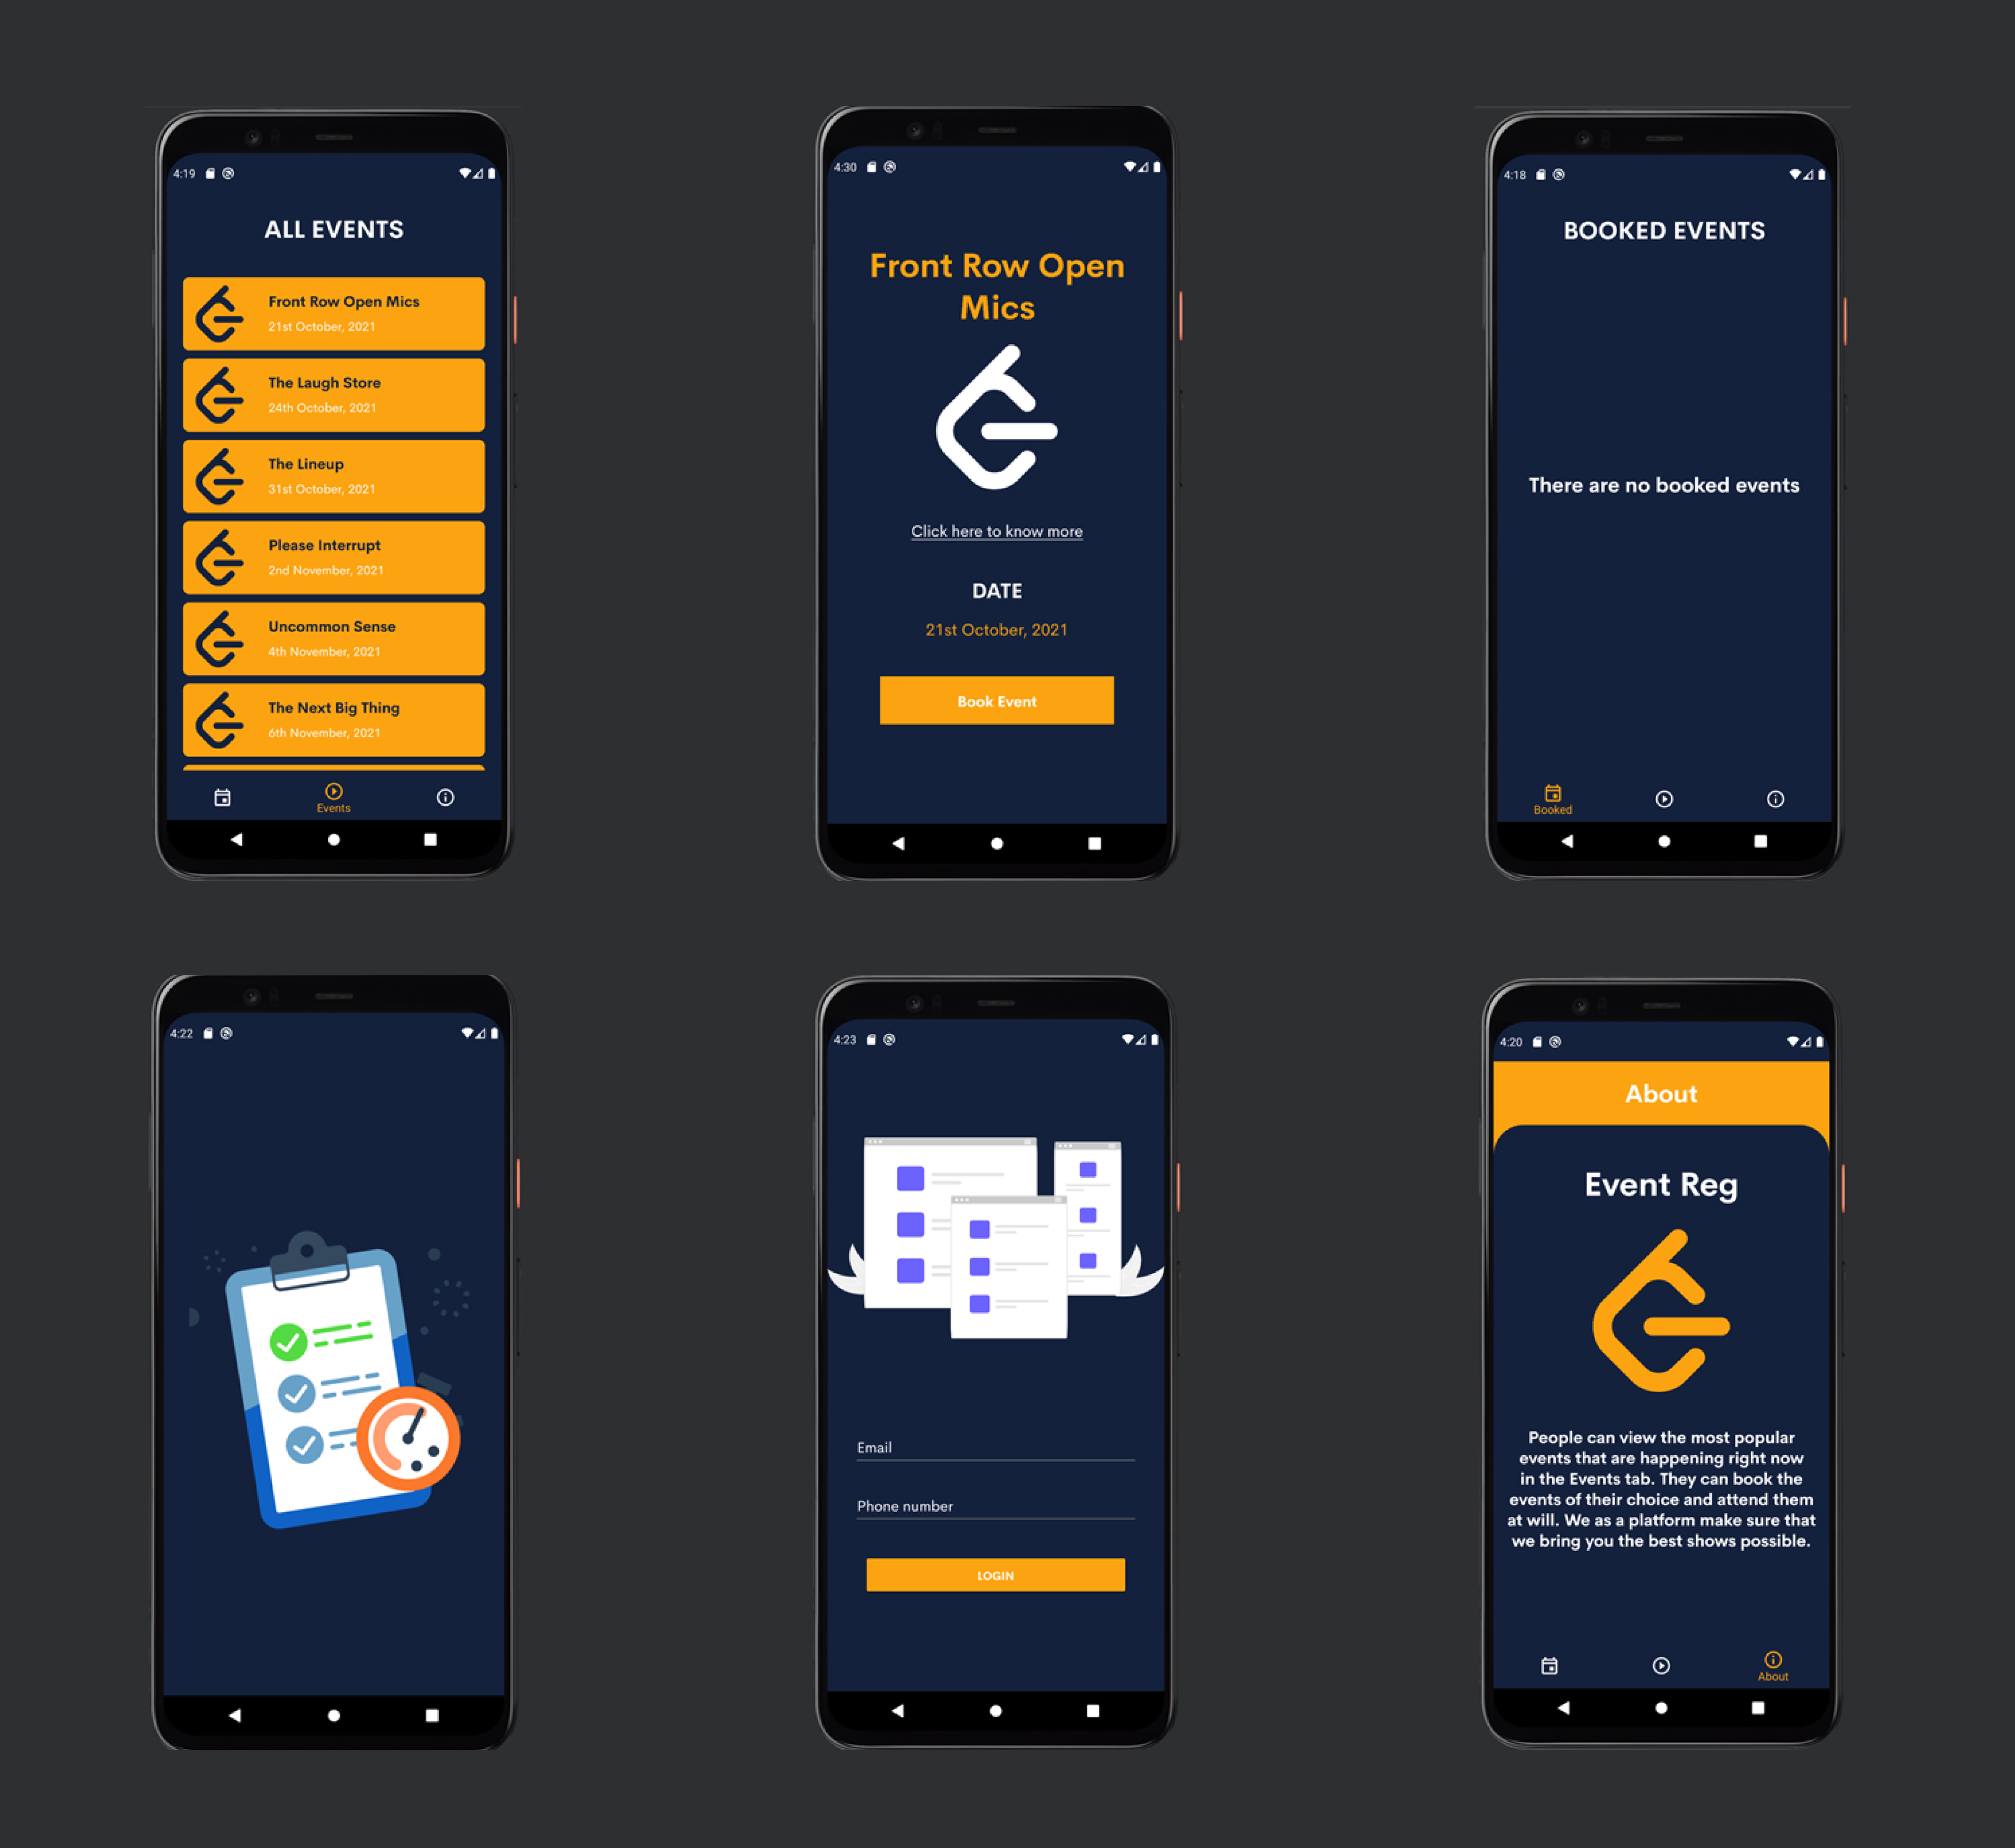 4:19
ALL EVENTS
Front Row Open Mics
21st October, 2021
The Laugh Store
24th October, 2021
The Lineup
31st October, 2021
Please Interrupt
2nd November, 2021
Uncommon Sense
4th November, 2021
The Next Big Thing
6th November, 2021
Events
4:30
Front Row Open
Mics
Click here to know more
DATE
21st October, 2021
Book Event
4:18
BOOKED EVENTS
There are no booked events
Booked
4:22
4:23
Email
Phone number
LOGIN
4:20
About
Event Reg
People can view the most popular
events that are happening right now
in the Events tab. They can book the
events of their choice and attend them
at will. We as a platform make sure that
we bring you the best shows possible.
About